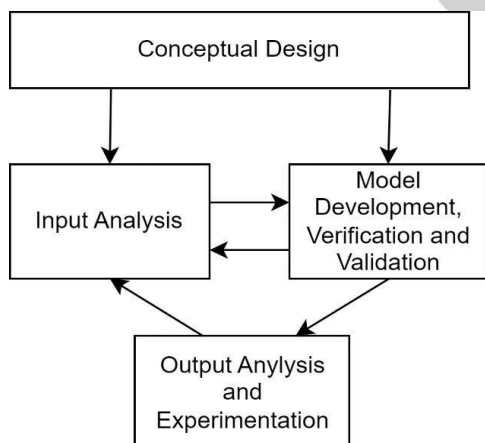 Conceptual Design
Input Analysis
Model
Development,
Verification and
Validation
Output Anylysis
and
Experimentation